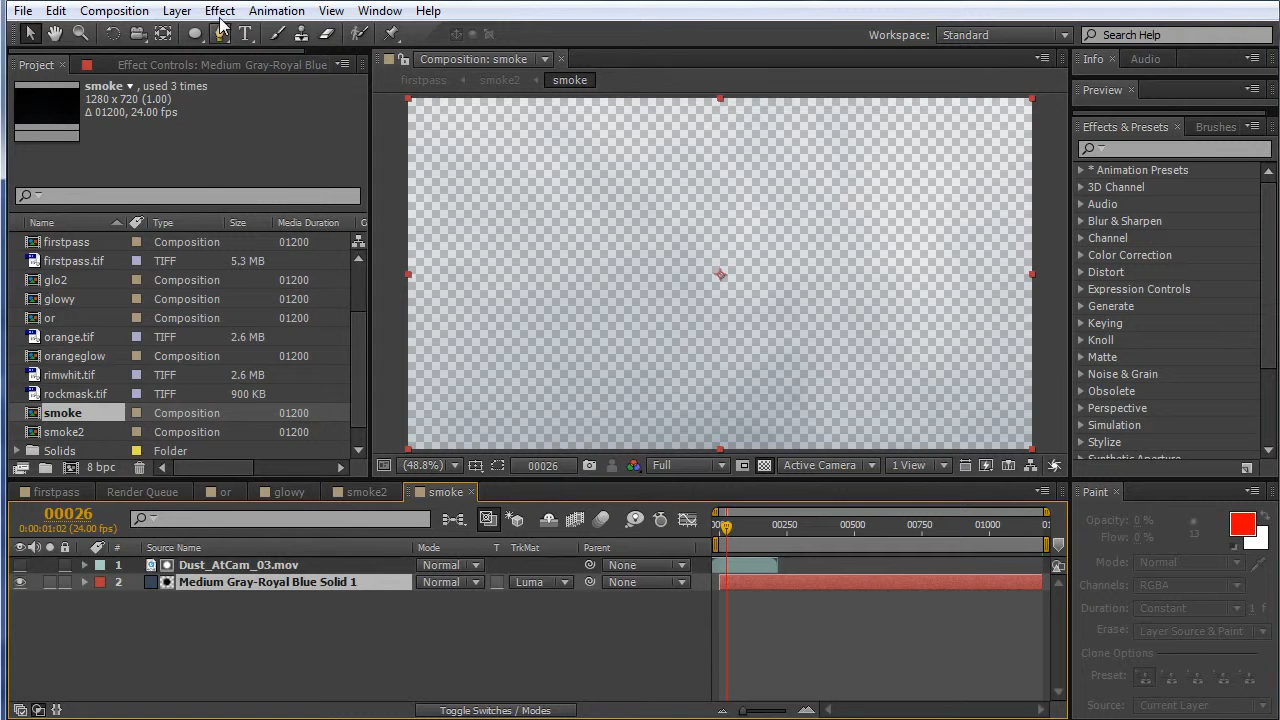 File Edit Composition Layer Effect Animation View Window Help
Workspace: Standard Search Help
Project Effect Controls: Medium Gray-Royal Blue
Composition: smoke
Info Audio
smoke , used 3 times
1280 x 720 (1.00)
Δ 01200, 24.00 fps
firstpass smoke2 smoke
Preview
Effects & Presets Brushes
* Animation Presets
3D Channel
Audio
Blur & Sharpen
Channel
Color Correction
Distort
Expression Controls
Generate
Keying
Knoll
Matte
Noise & Grain
Obsolete
Perspective
Simulation
Stylize
Synthetic Aperture
Name Type Size Media Duration
firstpass Composition 01200
firstpass.tif TIFF 5.3 MB
glo2 Composition 01200
glowy Composition 01200
or Composition 01200
orange.tif TIFF 2.6 MB
orangeglow Composition 01200
rimwhit.tif TIFF 2.6 MB
rockmask.tif TIFF 900 KB
smoke Composition 01200
smoke2 Composition 01200
Solids Folder
8 bpc
(48.8%) 00026 Full Active Camera 1 View
firstpass Render Queue or glowy smoke2 smoke
00026
0:00:01:02 (24.00 fps)
00250 00500 00750 01000
# Source Name Mode T TrkMat Parent
1 Dust_AtCam_03.mov Normal None
2 Medium Gray-Royal Blue Solid 1 Normal Luma None
Toggle Switches / Modes
Paint
Opacity: 0 %
Flow: 0 %
13
Mode: Normal
Channels: RGBA
Duration: Constant 1 f
Erase: Layer Source & Paint
Clone Options
Preset:
Source: Current Layer